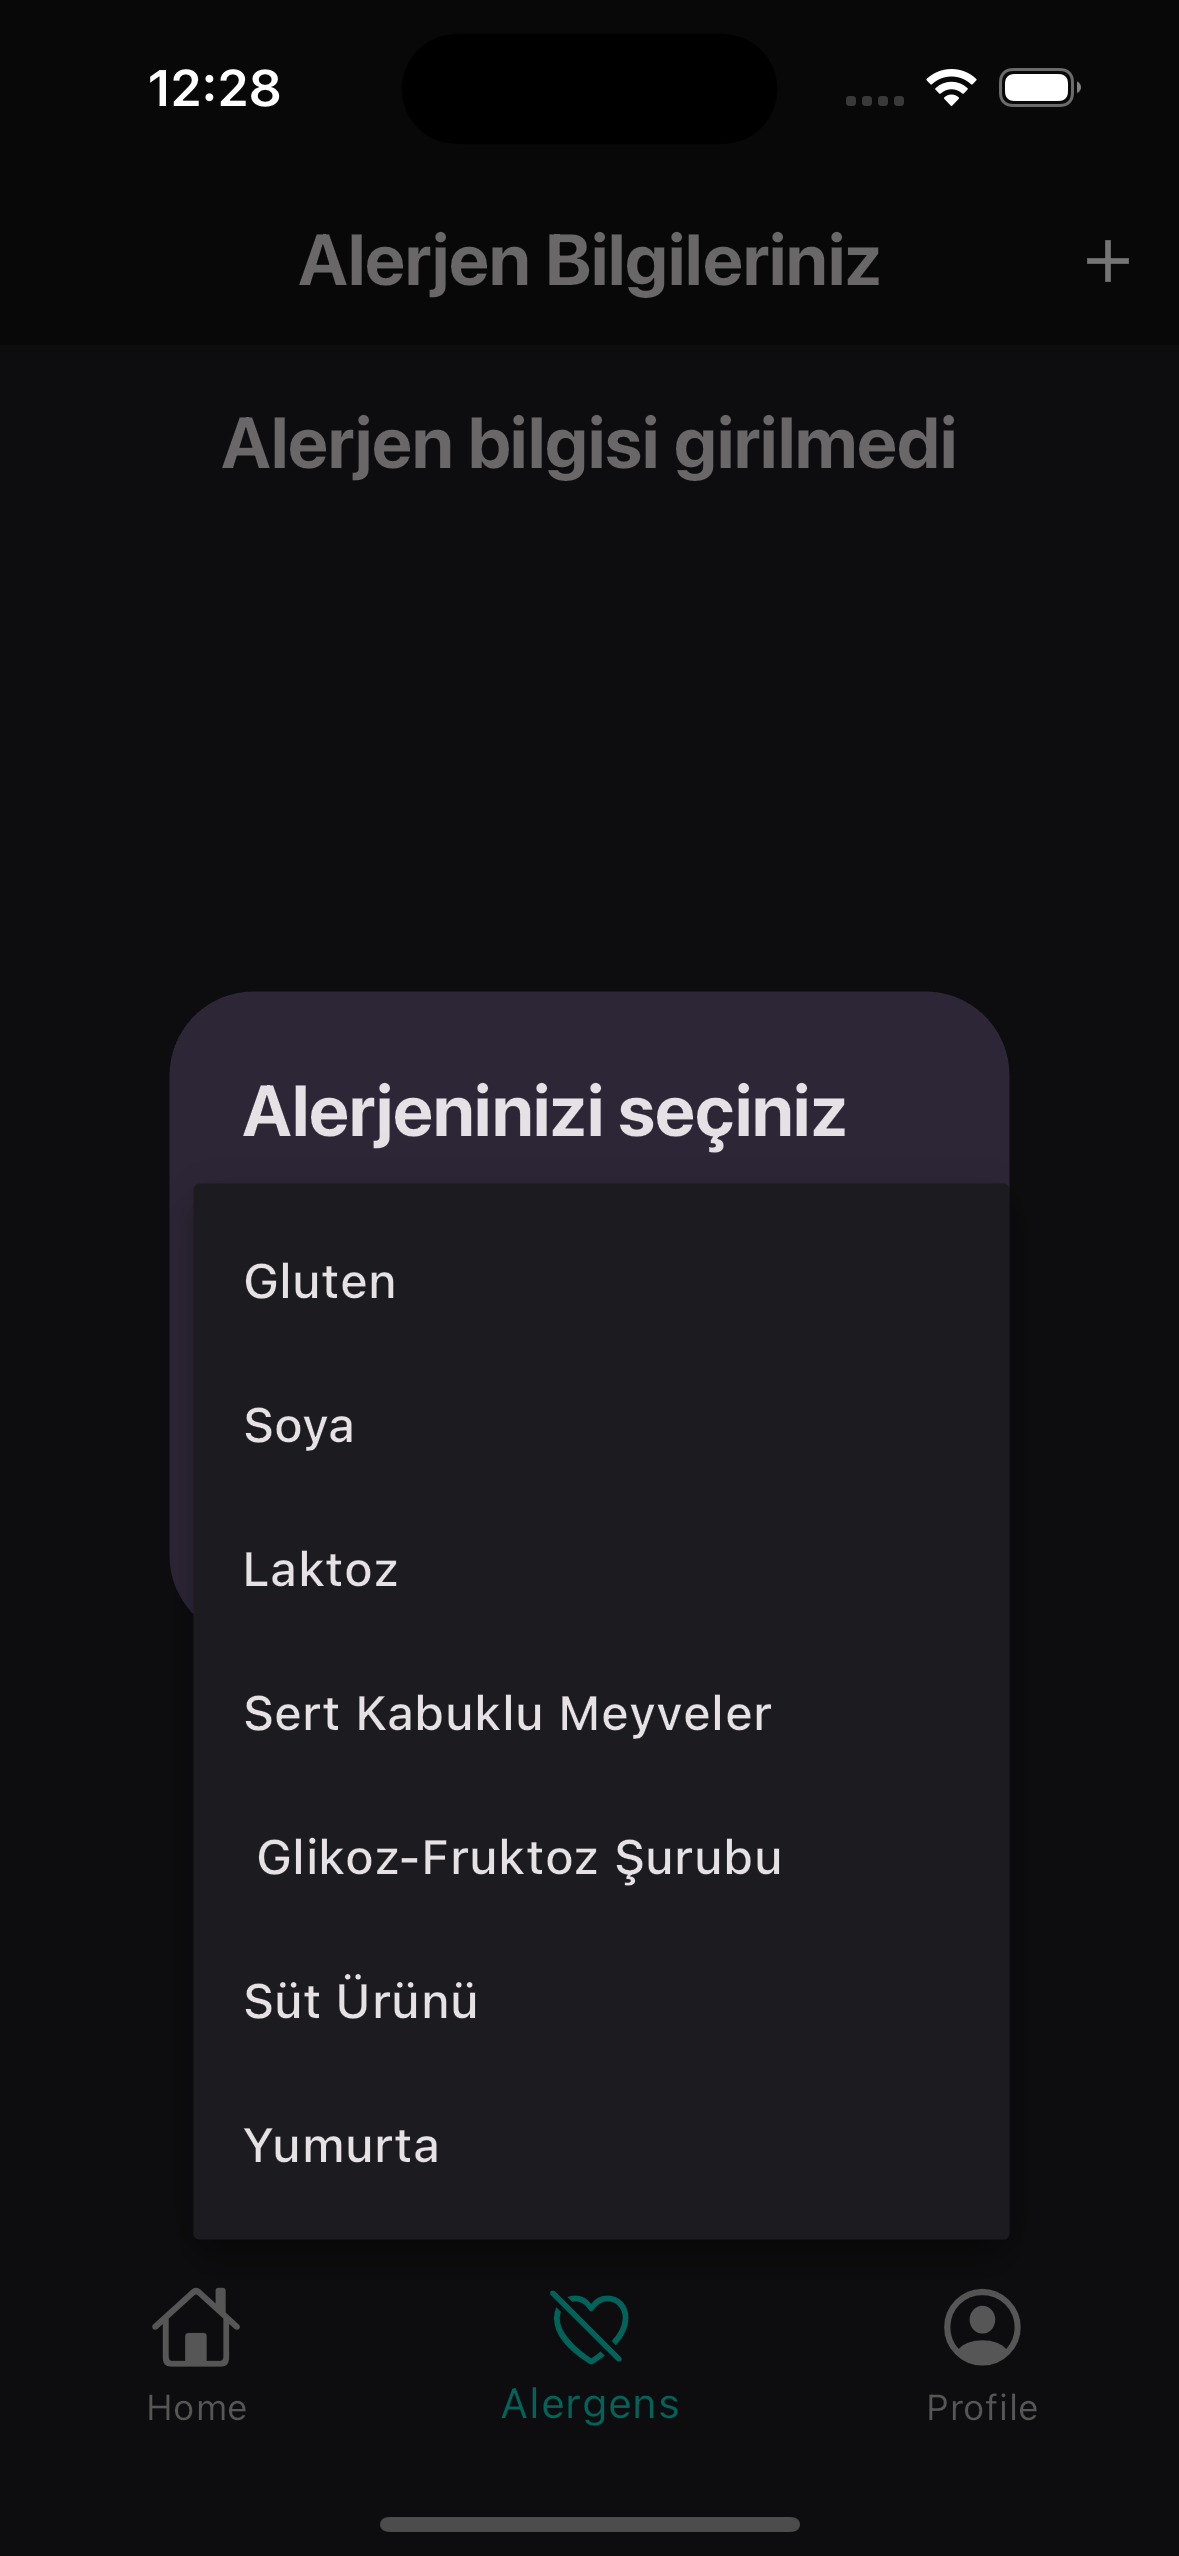 12:28
Alerjen Bilgileriniz
Alerjen bilgisi girilmedi
Alerjeninizi seçiniz
Gluten
Soya
Laktoz
Sert Kabuklu Meyveler
Glikoz-Fruktoz Şurubu
Süt Ürünü
Yumurta
Home
Alergens
Profile